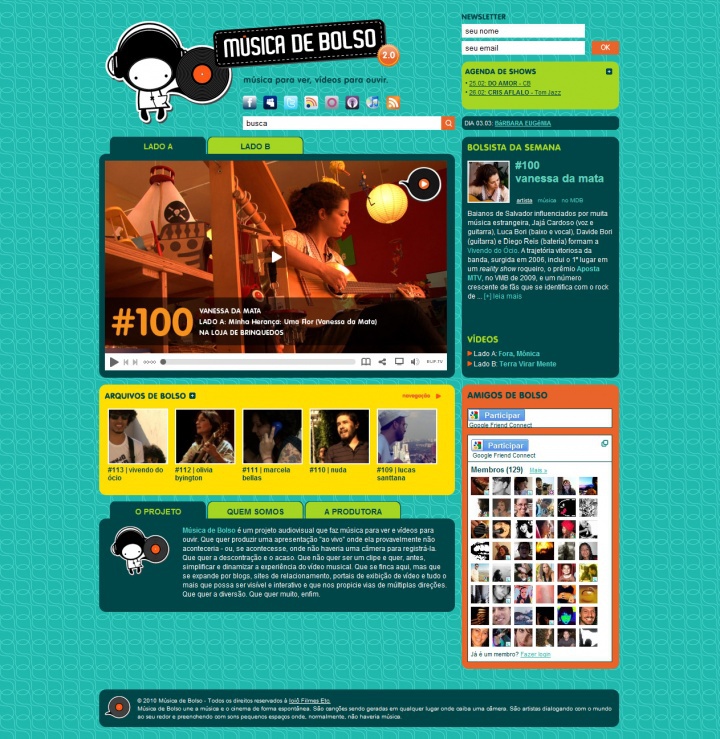 MÚSICA DE BOLSO
2.0
música para ver, vídeos para ouvir.
busca
NEWSLETTER
seu nome
seu email
OK
AGENDA DE SHOWS
• 25.02: DO AMOR - CB
• 26.02: CRIS AFLALO - Tom Jazz
DIA 03.03: BáRBARA EUGêNIA
LADO A
LADO B
#100
VANESSA DA MATA
LADO A: Minha Herança: Uma Flor (Vanessa da Mata)
NA LOJA DE BRINQUEDOS
00:00
BOLSISTA DA SEMANA
#100
vanessa da mata
artista música no MDB
Baianos de Salvador influenciados por muita
música estrangeira, Jajá Cardoso (voz e
guitarra), Luca Bori (baixo e vocal), Davide Bori
(guitarra) e Diego Reis (bateria) formam a
Vivendo do Ócio. A trajetória vitoriosa da
banda, surgida em 2006, inclui o 1º lugar em
um reality show roqueiro, o prêmio Aposta
MTV, no VMB de 2009, e um número
crescente de fãs que se identifica com o rock
de ... [+] leia mais
VÍDEOS
Lado A: Fora, Mônica
Lado B: Terra Virar Mente
ARQUIVOS DE BOLSO
navegação
#113 | vivendo do ócio
#112 | olivia byington
#111 | marcela bellas
#110 | nuda
#109 | lucas santtana
AMIGOS DE BOLSO
Participar
Google Friend Connect
Participar
Google Friend Connect
Membros (129) Mais »
Já é um membro? Fazer login
O PROJETO
QUEM SOMOS
A PRODUTORA
Música de Bolso é um projeto audiovisual que faz música para ver e vídeos para
ouvir. Que quer produzir uma apresentação "ao vivo" onde ela provavelmente não
aconteceria - ou, se acontecesse, onde não haveria uma câmera para registrá-la.
Que quer a descontração e o acaso. Que não quer ser um clipe e quer, antes,
simplificar e dinamizar a experiência do vídeo musical. Que se finca aqui, mas que
se expande por blogs, sites de relacionamento, portais de exibição de vídeo e tudo o
mais que possa ser visível e interativo e que nos propicie vias de múltiplas direções.
Que quer a diversão. Que quer muito, enfim.
© 2010 Música de Bolso - Todos os direitos reservados à Ioiô Filmes Etc.
Música de Bolso une a música e o cinema de forma espontânea. São canções sendo geradas em qualquer lugar onde caiba uma câmera. São artistas dialogando com o mundo
ao seu redor e preenchendo com sons pequenos espaços onde, normalmente, não haveria música.